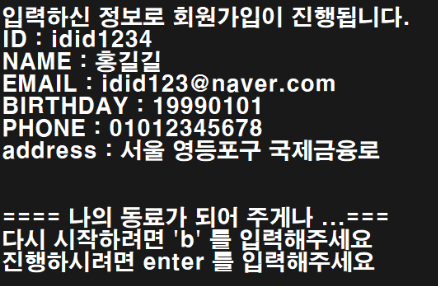 입력하신 정보로 회원가입이 진행됩니다.
ID : idid1234
NAME : 홍길길
EMAIL : idid123@naver.com
BIRTHDAY : 19990101
PHONE : 01012345678
address : 서울 영등포구 국제금융로
==== 나의 동료가 되어 주게나 ...===
다시 시작하려면 'b' 를 입력해주세요
진행하시려면 enter 를 입력해주세요